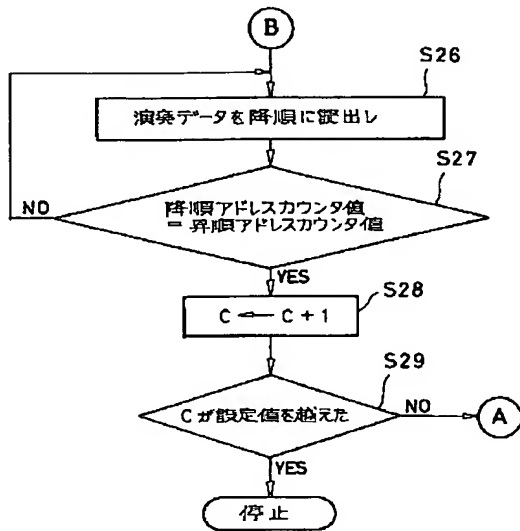 B
S26
演奏データを降順に読出し
S27
降順アドレスカウンタ値
= 昇順アドレスカウンタ値
NO
YES
S28
C ← C + 1
S29
Cが設定値を越えた
NO
A
YES
停止